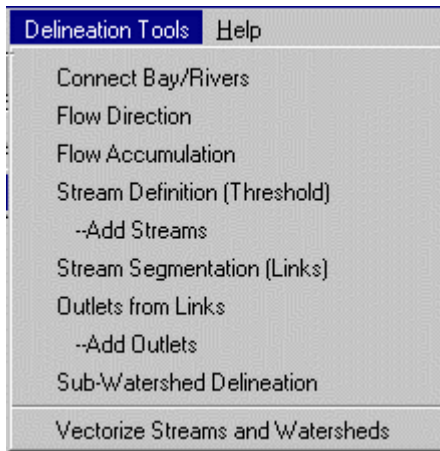 Delineation Tools Help
Connect Bay/Rivers
Flow Direction
Flow Accumulation
Stream Definition (Threshold)
--Add Streams
Stream Segmentation (Links)
Outlets from Links
--Add Outlets
Sub-Watershed Delineation
Vectorize Streams and Watersheds